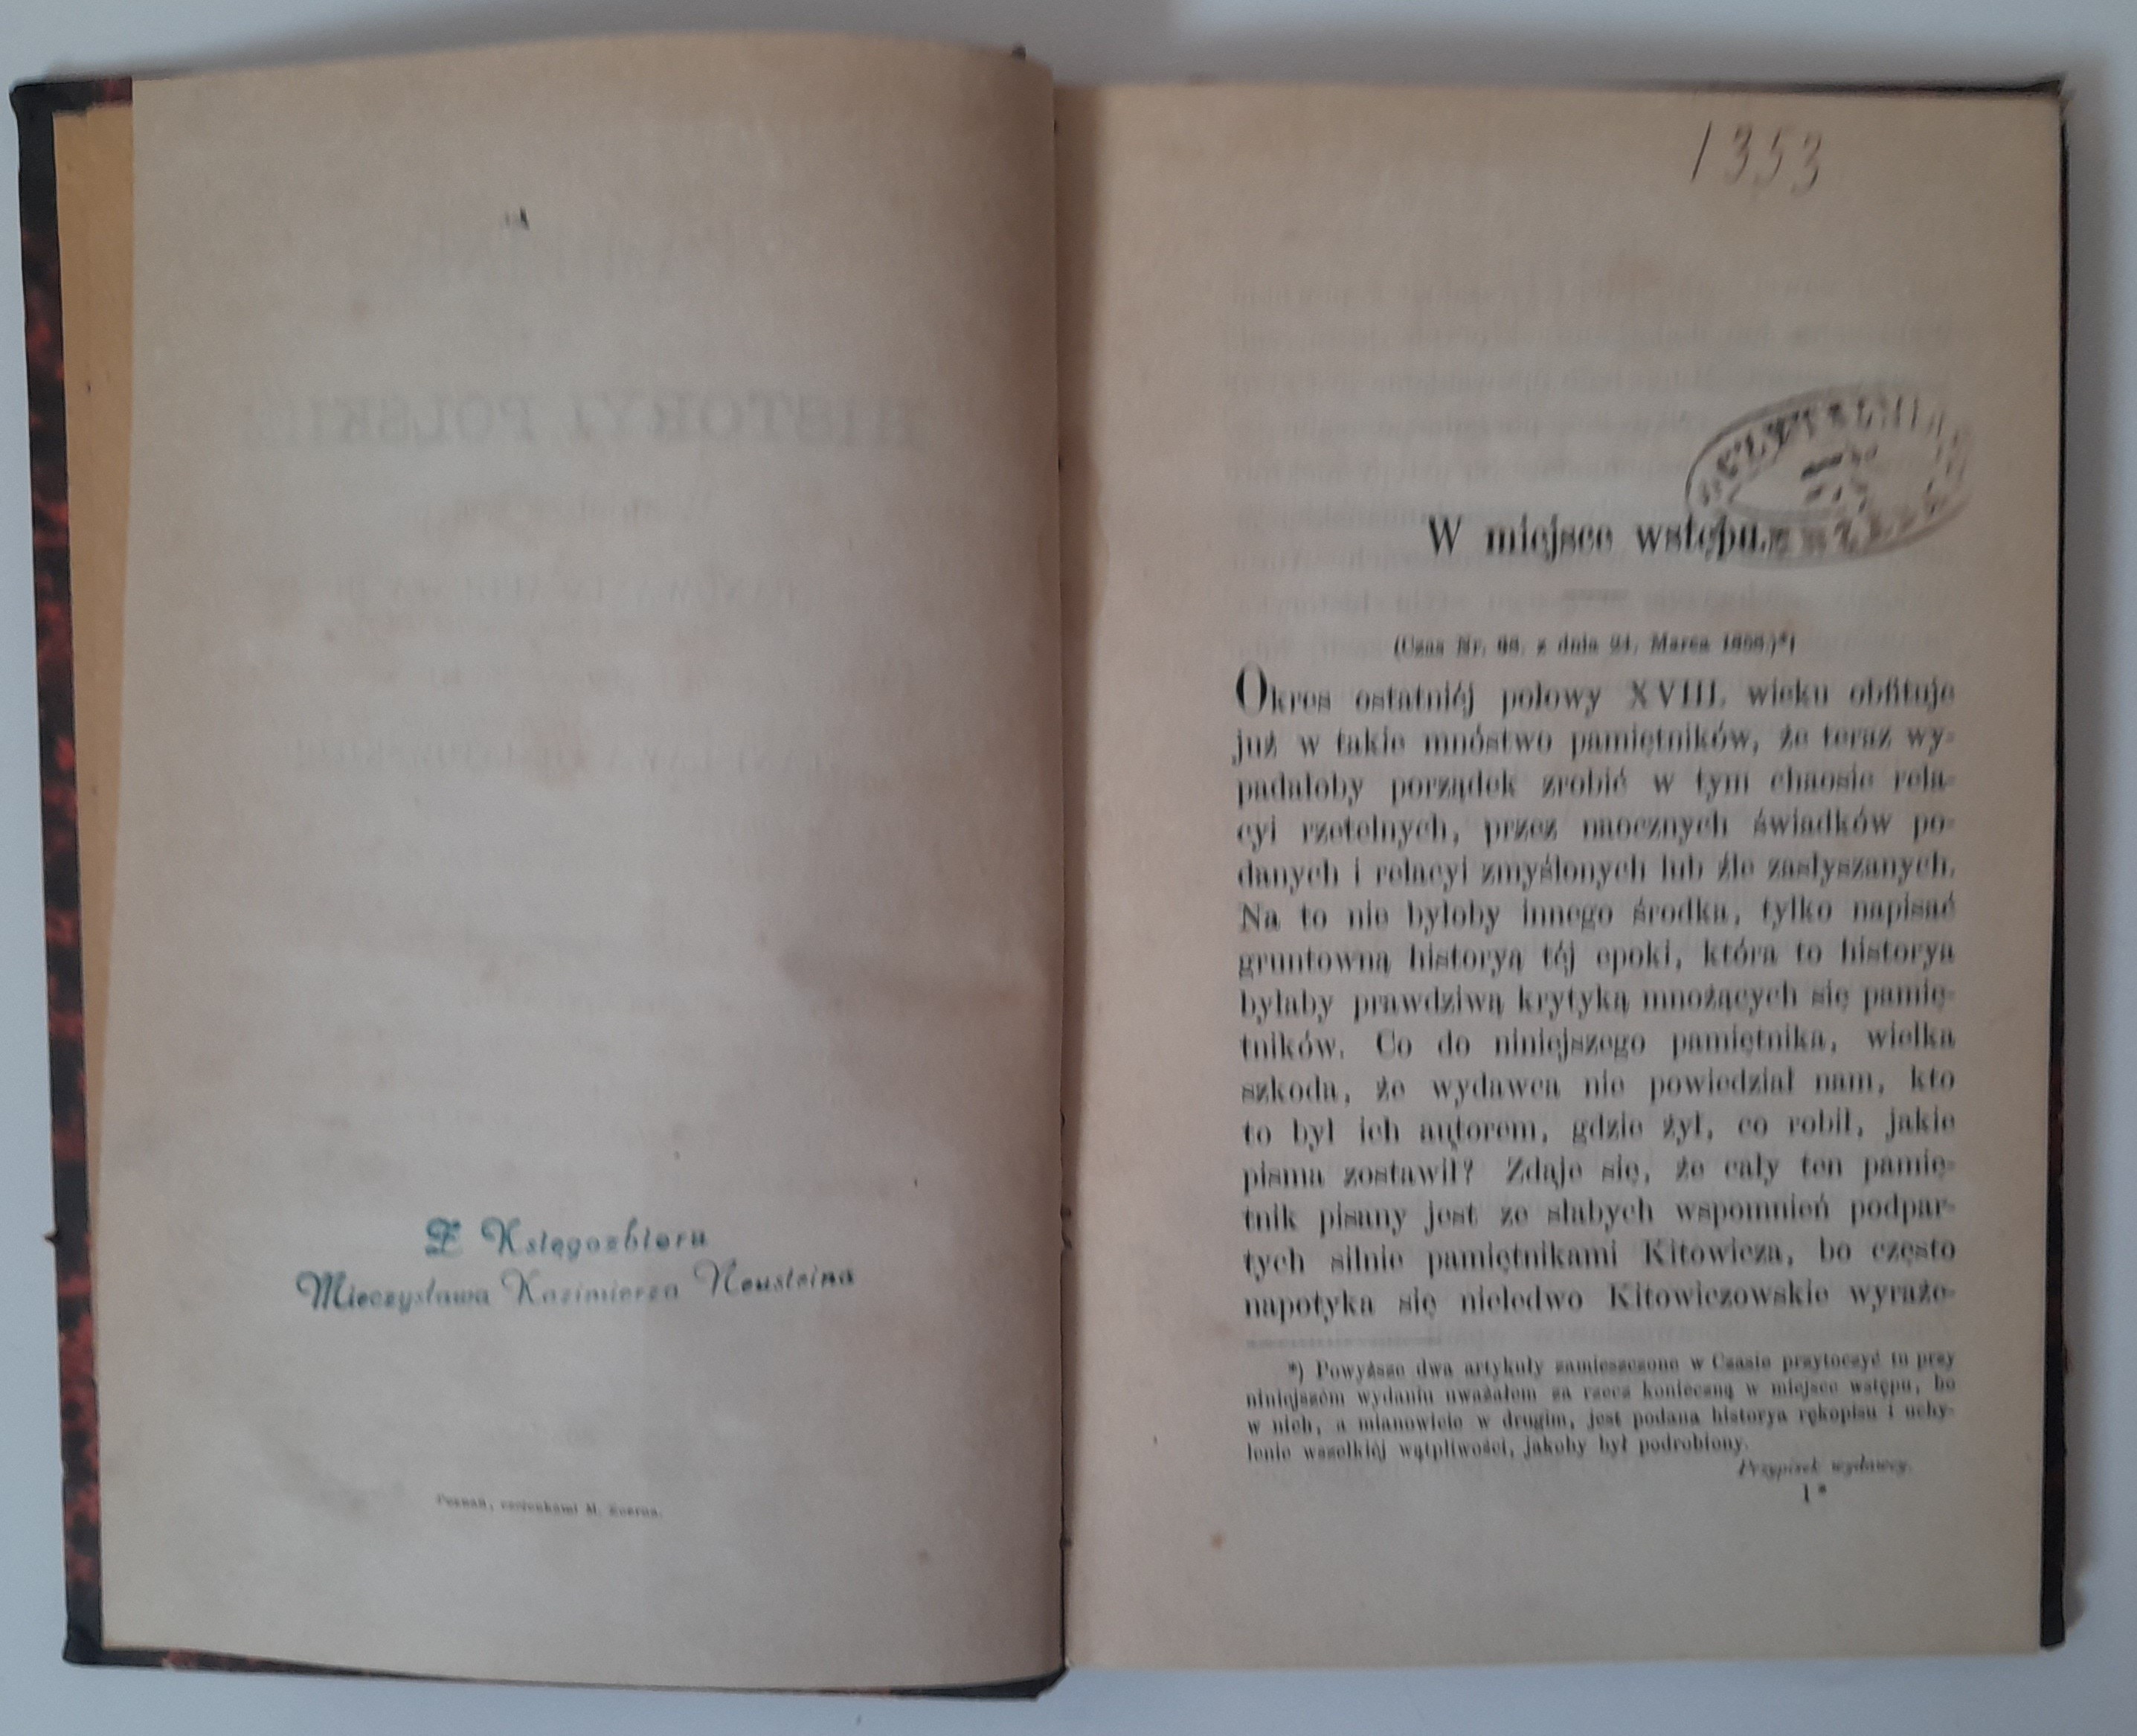 Z Księgozbioru
Mieczysława Kazimierza Neusteina
Poznań, czcionkami M. Zoerna.
1353
CZYTELNIA
W miejsce wstępu.
(Czas Nr. z dnia Marca
Okres ostatniéj połowy XVIII. wieku obfituje
już w takie mnóstwo pamiętników, że teraz wy-
padałoby porządek zrobić w tym chaosie rela-
cyi rzetelnych, przez naocznych świadków po-
danych i relacyi zmyślonych lub źle zasłyszanych.
Na to nie byłoby innego środka, tylko napisać
gruntowną historyą téj epoki, która to historya
byłaby prawdziwą krytyką mnożących się pamię-
tników. Co do niniejszego pamiętnika, wielka
szkoda, że wydawca nie powiedział nam, kto
to był ich autorem, gdzie żył, co robił, jakie
pisma zostawił? Zdaje się, że cały ten pamię-
tnik pisany jest ze słabych wspomnień podpar-
tych silnie pamiętnikami Kitowicza, bo często
napotyka się nieledwo Kitowiczowskie wyraże-
*) Powyższe dwa artykuły zamieszczone w Czasie przytoczyć tu przy
niniejszém wydaniu uważałem za rzecz konieczną w miejsce wstępu, bo
w nich, a mianowicie w drugim, jest podana historya rękopisu i uchy-
lenie wszelkiéj wątpliwości, jakoby był podrobiony.
Przypisek wydawcy.
1*